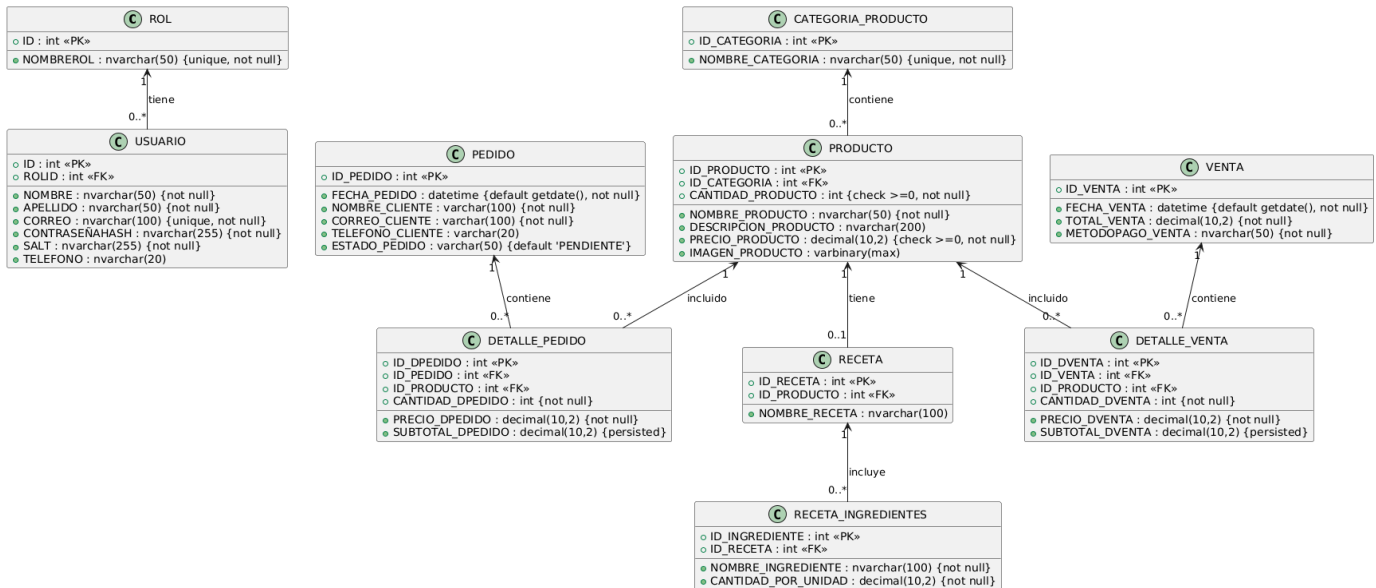 C ROL
ID : int «PK»
NOMBREROL : nvarchar(50) {unique, not null}
1
tiene
0..*
C USUARIO
ID : int «PK»
ROLID : int «FK»
NOMBRE : nvarchar(50) {not null}
APELLIDO : nvarchar(50) {not null}
CORREO : nvarchar(100) {unique, not null}
CONTRASEÑAHASH : nvarchar(255) {not null}
SALT : nvarchar(255) {not null}
TELEFONO : nvarchar(20)
C CATEGORIA_PRODUCTO
ID_CATEGORIA : int «PK»
NOMBRE_CATEGORIA : nvarchar(50) {unique, not null}
1
contiene
0..*
C PEDIDO
ID_PEDIDO : int «PK»
FECHA_PEDIDO : datetime {default getdate(), not null}
NOMBRE_CLIENTE : varchar(100) {not null}
CORREO_CLIENTE : varchar(100) {not null}
TELEFONO_CLIENTE : varchar(20)
ESTADO_PEDIDO : varchar(50) {default 'PENDIENTE'}
C PRODUCTO
ID_PRODUCTO : int «PK»
ID_CATEGORIA : int «FK»
CANTIDAD_PRODUCTO : int {check >=0, not null}
NOMBRE_PRODUCTO : nvarchar(50) {not null}
DESCRIPCION_PRODUCTO : nvarchar(200)
PRECIO_PRODUCTO : decimal(10,2) {check >=0, not null}
IMAGEN_PRODUCTO : varbinary(max)
C VENTA
ID_VENTA : int «PK»
FECHA_VENTA : datetime {default getdate(), not null}
TOTAL_VENTA : decimal(10,2) {not null}
METODOPAGO_VENTA : nvarchar(50) {not null}
1
contiene
0..*
1
incluido
0..*
1
tiene
0..1
1
incluido
0..*
1
contiene
0..*
C DETALLE_PEDIDO
ID_DPEDIDO : int «PK»
ID_PEDIDO : int «FK»
ID_PRODUCTO : int «FK»
CANTIDAD_DPEDIDO : int {not null}
PRECIO_DPEDIDO : decimal(10,2) {not null}
SUBTOTAL_DPEDIDO : decimal(10,2) {persisted}
C RECETA
ID_RECETA : int «PK»
ID_PRODUCTO : int «FK»
NOMBRE_RECETA : nvarchar(100)
C DETALLE_VENTA
ID_DVENTA : int «PK»
ID_VENTA : int «FK»
ID_PRODUCTO : int «FK»
CANTIDAD_DVENTA : int {not null}
PRECIO_DVENTA : decimal(10,2) {not null}
SUBTOTAL_DVENTA : decimal(10,2) {persisted}
1
incluye
0..*
C RECETA_INGREDIENTES
ID_INGREDIENTE : int «PK»
ID_RECETA : int «FK»
NOMBRE_INGREDIENTE : nvarchar(100) {not null}
CANTIDAD_POR_UNIDAD : decimal(10,2) {not null}